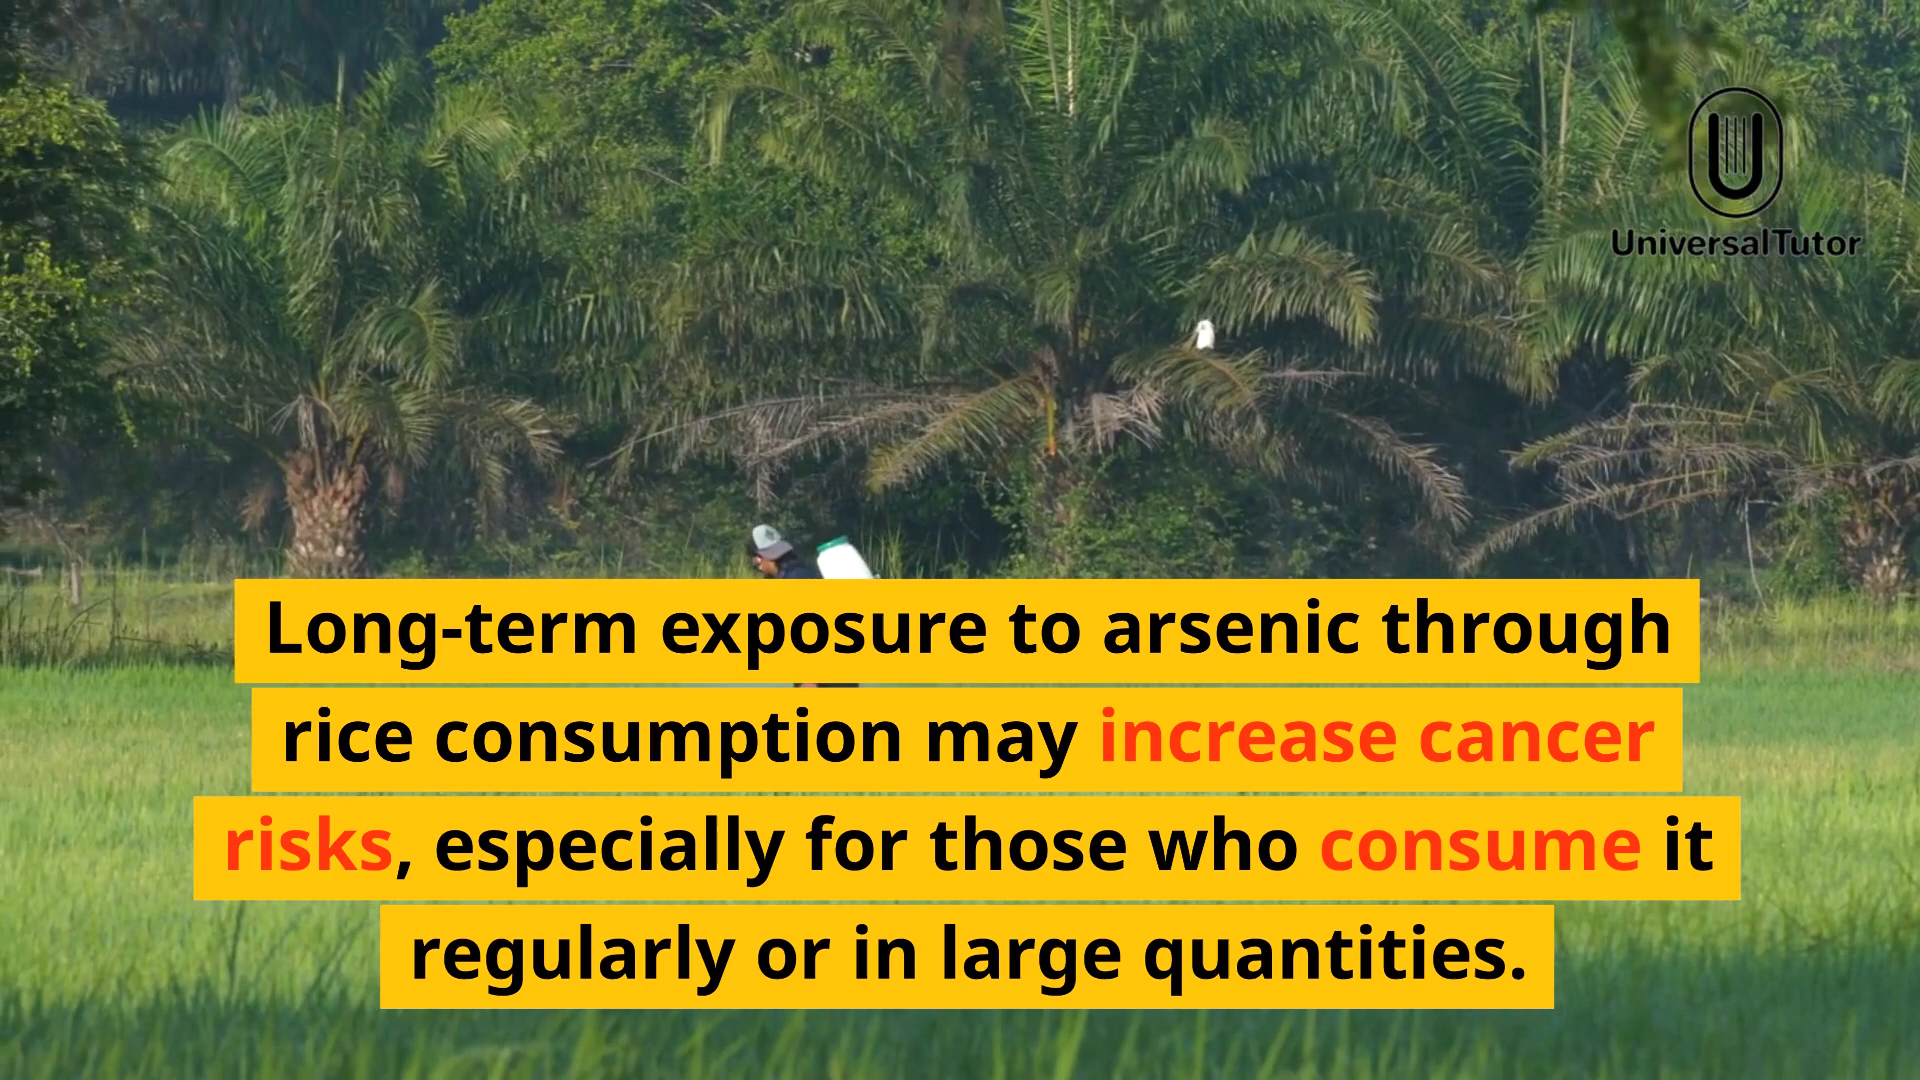 UniversalTutor
Long-term exposure to arsenic through
rice consumption may increase cancer
risks, especially for those who consume it
regularly or in large quantities.